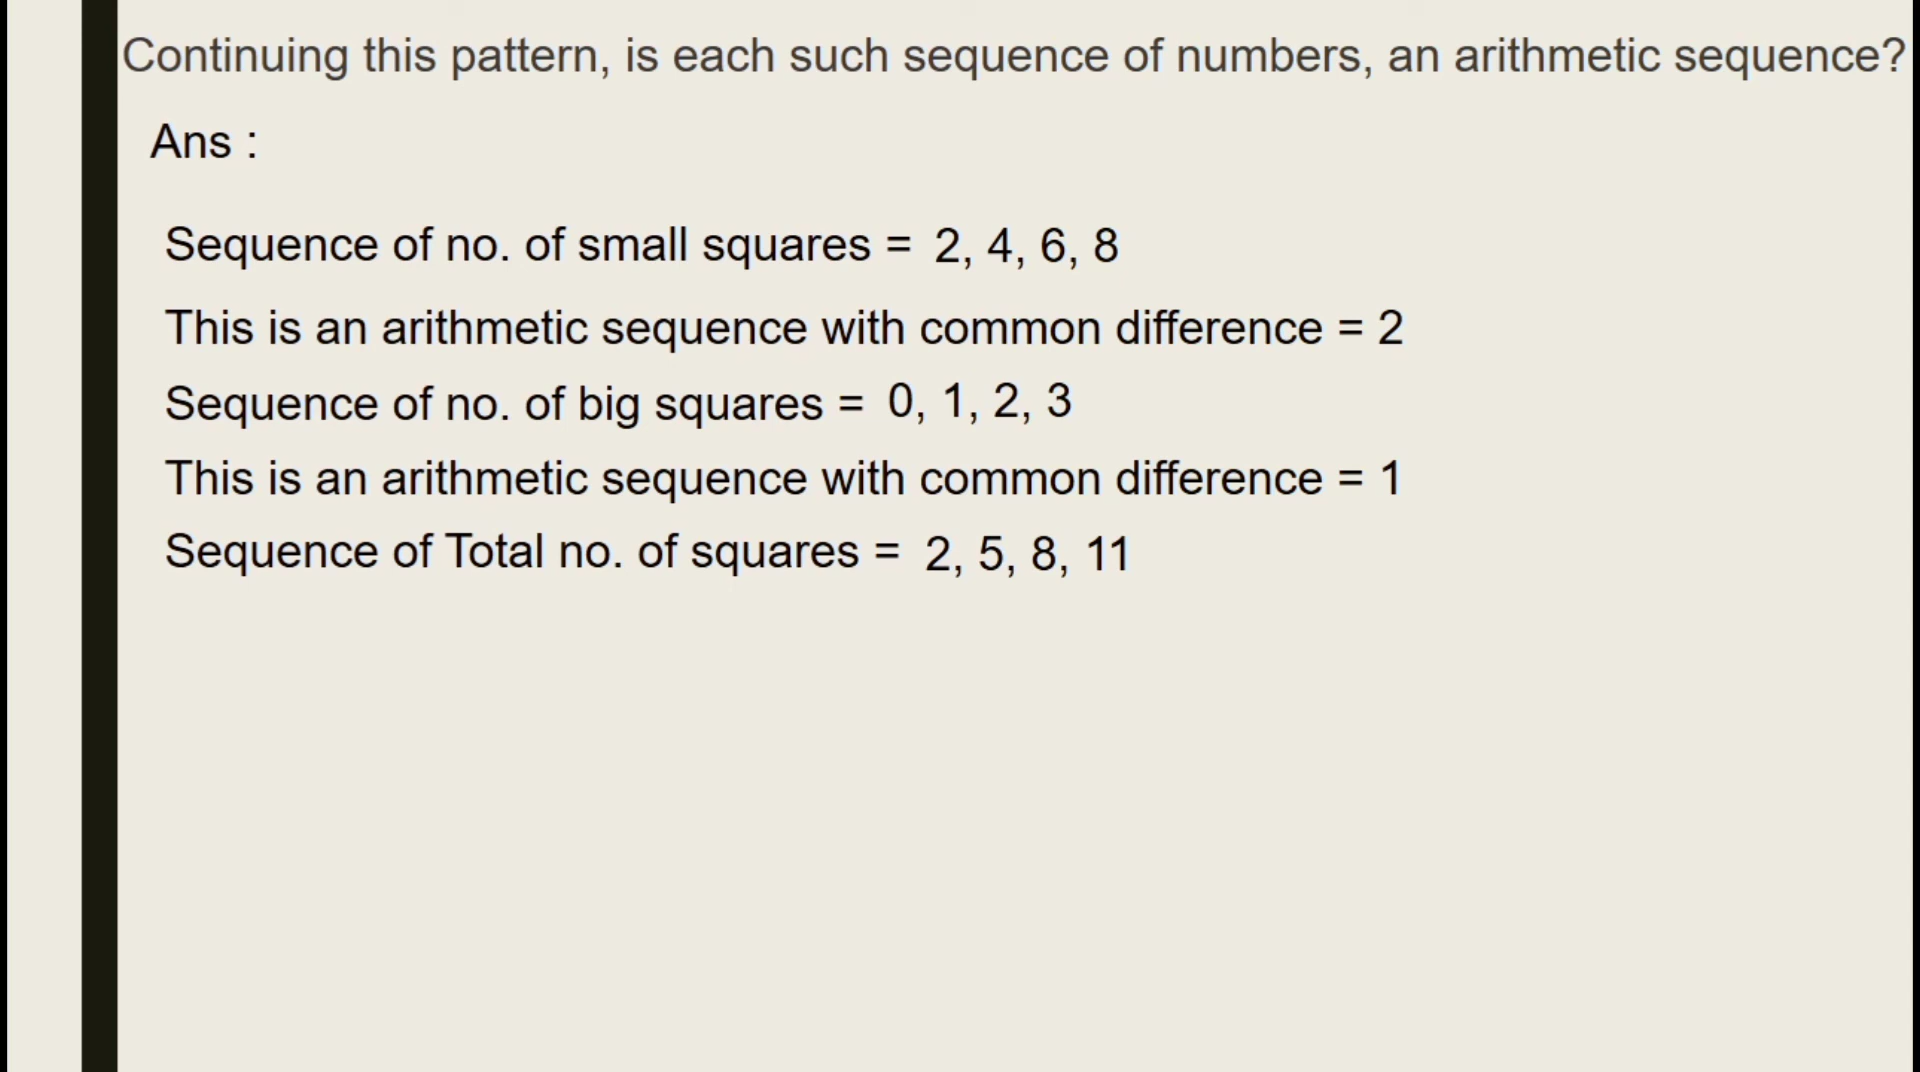 Continuing this pattern, is each such sequence of numbers, an arithmetic sequence?
Ans :
Sequence of no. of small squares = 2, 4, 6, 8
This is an arithmetic sequence with common difference = 2
Sequence of no. of big squares = 0, 1, 2, 3
This is an arithmetic sequence with common difference = 1
Sequence of Total no. of squares = 2, 5, 8, 11